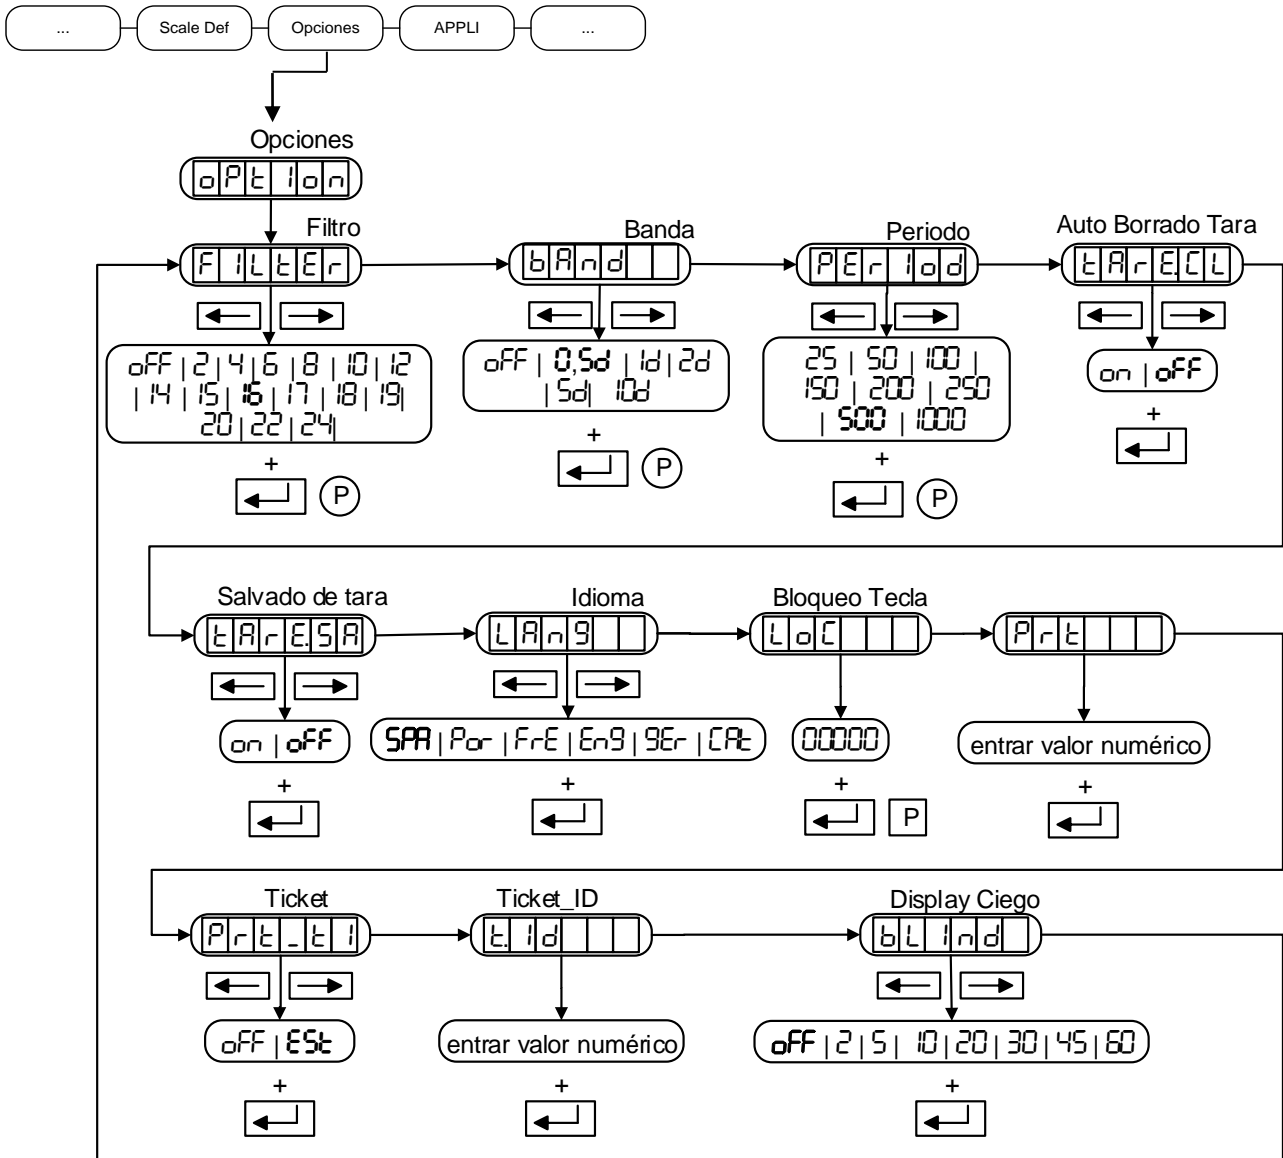 ... Scale Def Opciones APPLI ...
Opciones
oPtIon
Filtro Banda Periodo Auto Borrado Tara
FILtEr bAnd PErIod tArE.CL
oFF | 2 | 4 | 6 | 8 | 10 | 12
| 14 | 15 | 16 | 17 | 18 | 19|
20 | 22 | 24|
+
P
oFF | 0,5d | 1d | 2d
| 5d| 10d
+
P
25 | 50 | 100 |
150 | 200 | 250
| 500 | 1000
+
P
on | oFF
+
Salvado de tara Idioma Bloqueo Tecla
tArE.SA LAng LoC Prt
on | oFF
+
SPA | Por | FrE | Eng | gEr | CAt
+
00000
+
P
entrar valor numérico
+
Ticket Ticket_ID Display Ciego
Prt_tI t.Id bLInd
oFF | ESt
+
entrar valor numérico
+
oFF | 2 | 5 | 10 | 20 | 30 | 45 | 60
+